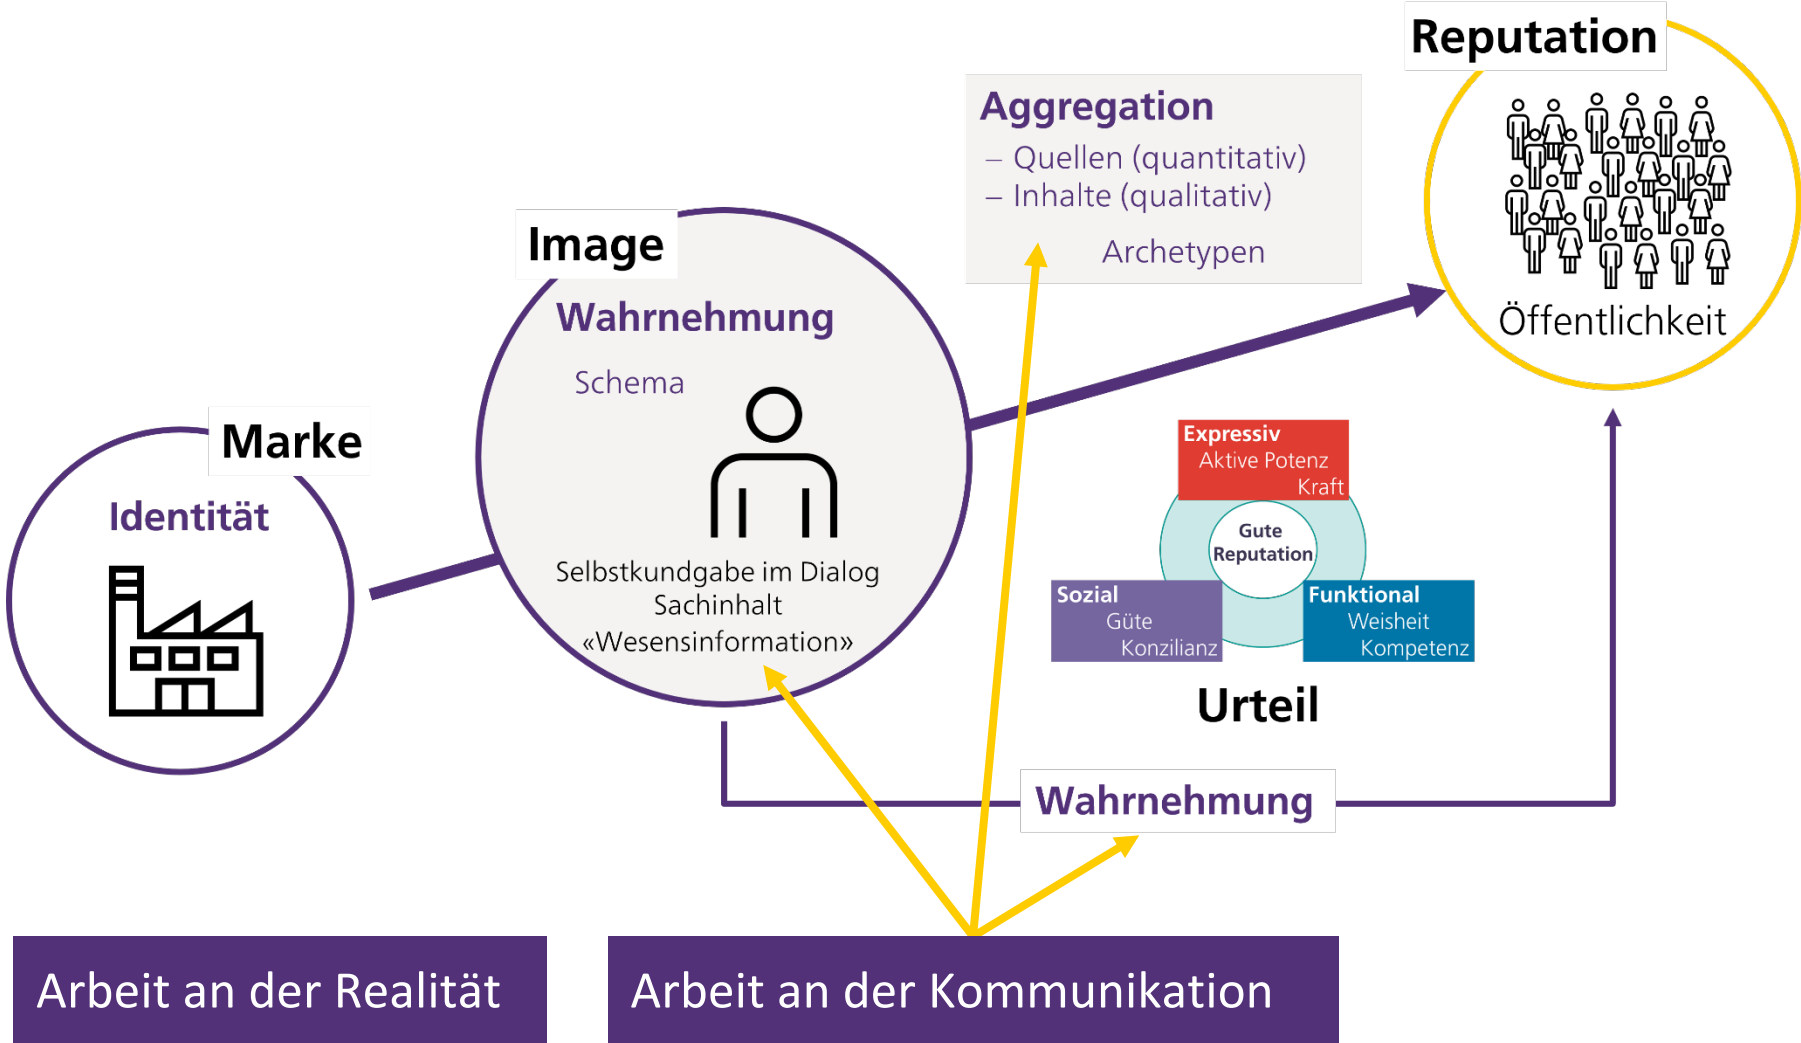 Marke
Identität
Image
Wahrnehmung
Schema
Selbstkundgabe im Dialog
Sachinhalt
«Wesensinformation»
Aggregation
– Quellen (quantitativ)
– Inhalte (qualitativ)
Archetypen
Reputation
Öffentlichkeit
Expressiv
Aktive Potenz
Kraft
Gute
Reputation
Sozial
Güte
Konzilianz
Funktional
Weisheit
Kompetenz
Urteil
Wahrnehmung
Arbeit an der Realität
Arbeit an der Kommunikation